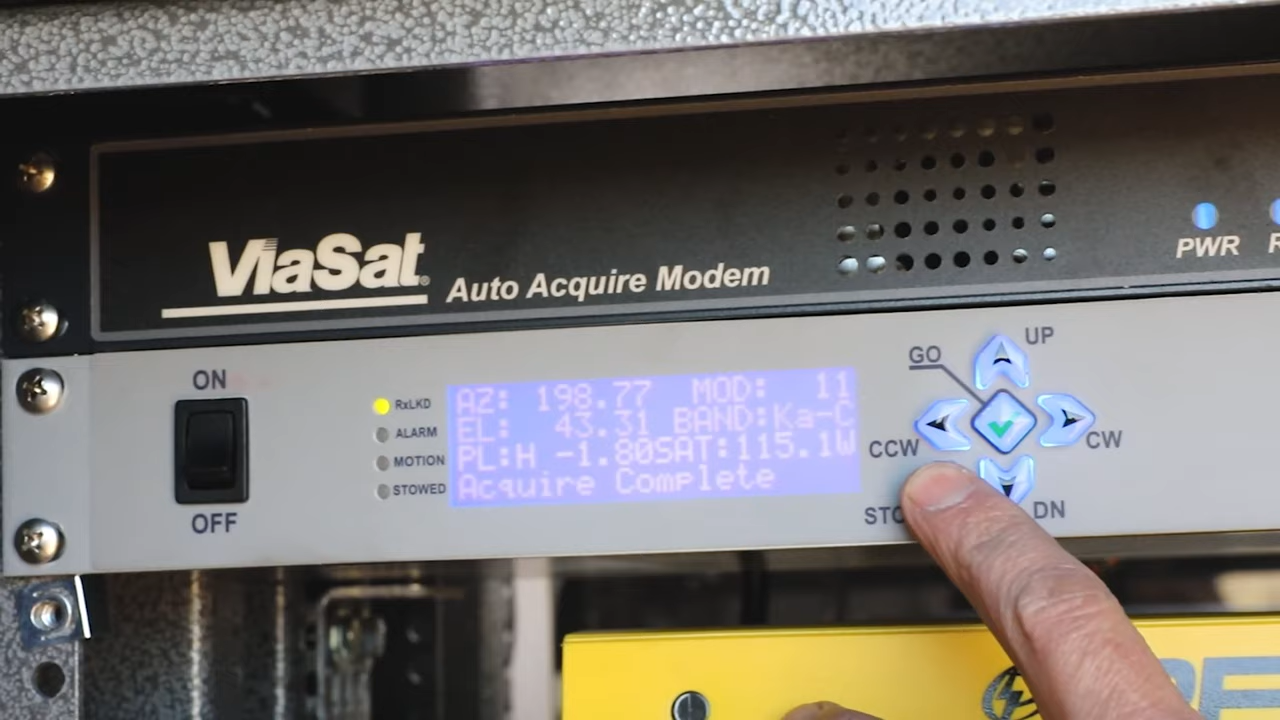 ViaSat®
Auto Acquire Modem
PWR
R
ON
OFF
RxLKD
ALARM
MOTION
STOWED
AZ: 198.77 MOD: 11
EL: 43.31 BAND:Ka-C
PL:H -1.80SAT:115.1W
Acquire Complete
GO
UP
CCW
CW
STO
DN